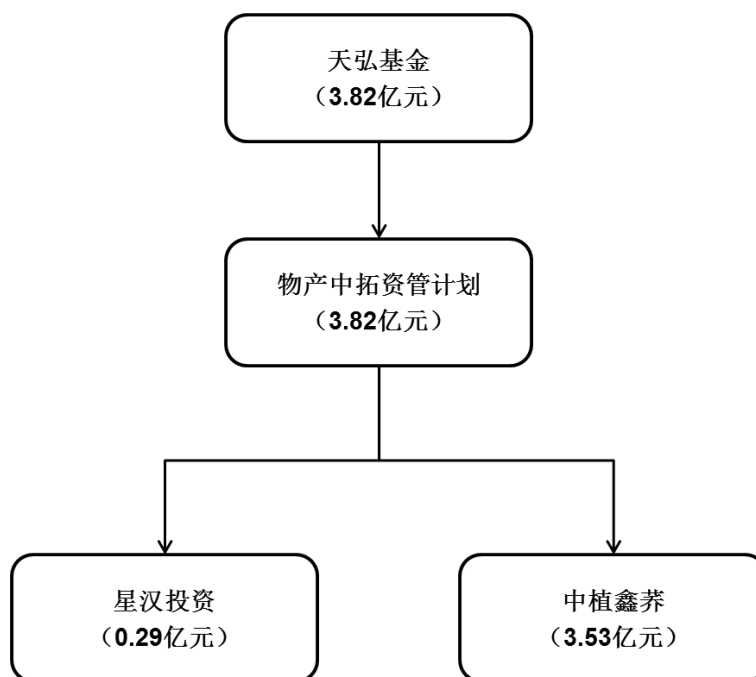 天弘基金
（3.82亿元）
物产中拓资管计划
（3.82亿元）
星汉投资
（0.29亿元）
中植鑫荞
（3.53亿元）